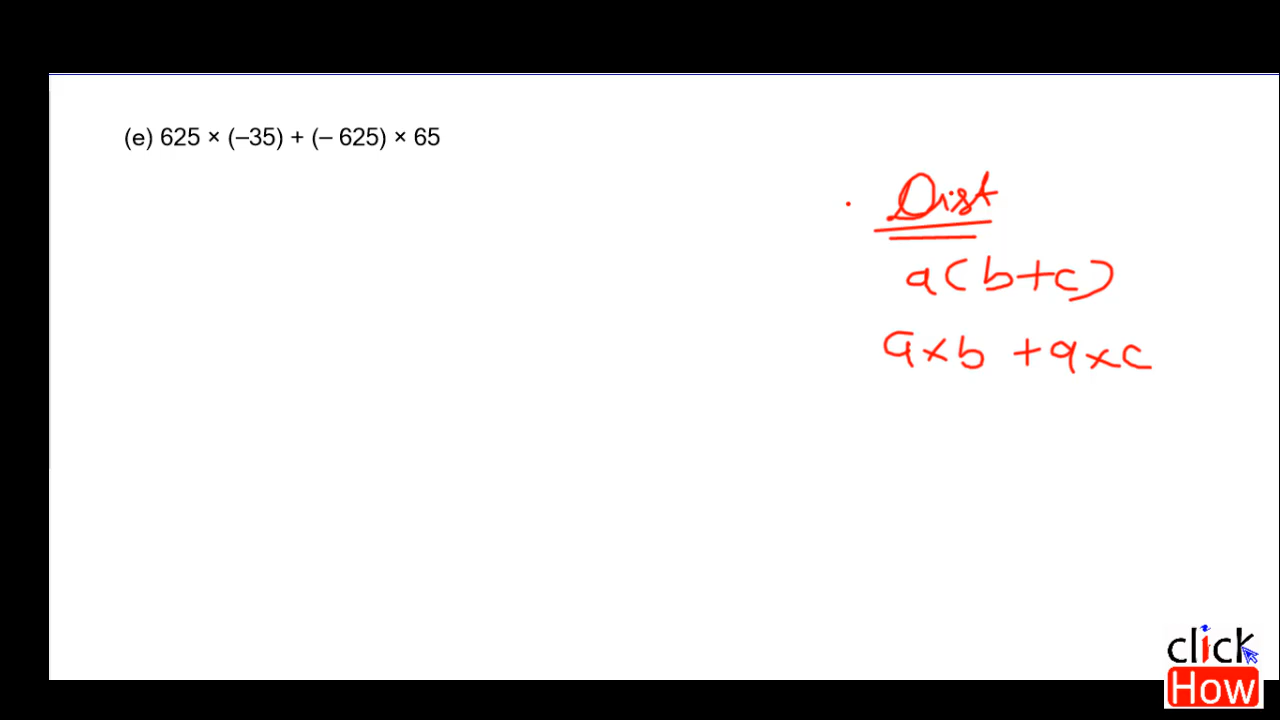 (e) 625 × (–35) + (– 625) × 65
Dist
a(b+c)
a×b +a×c
click
How